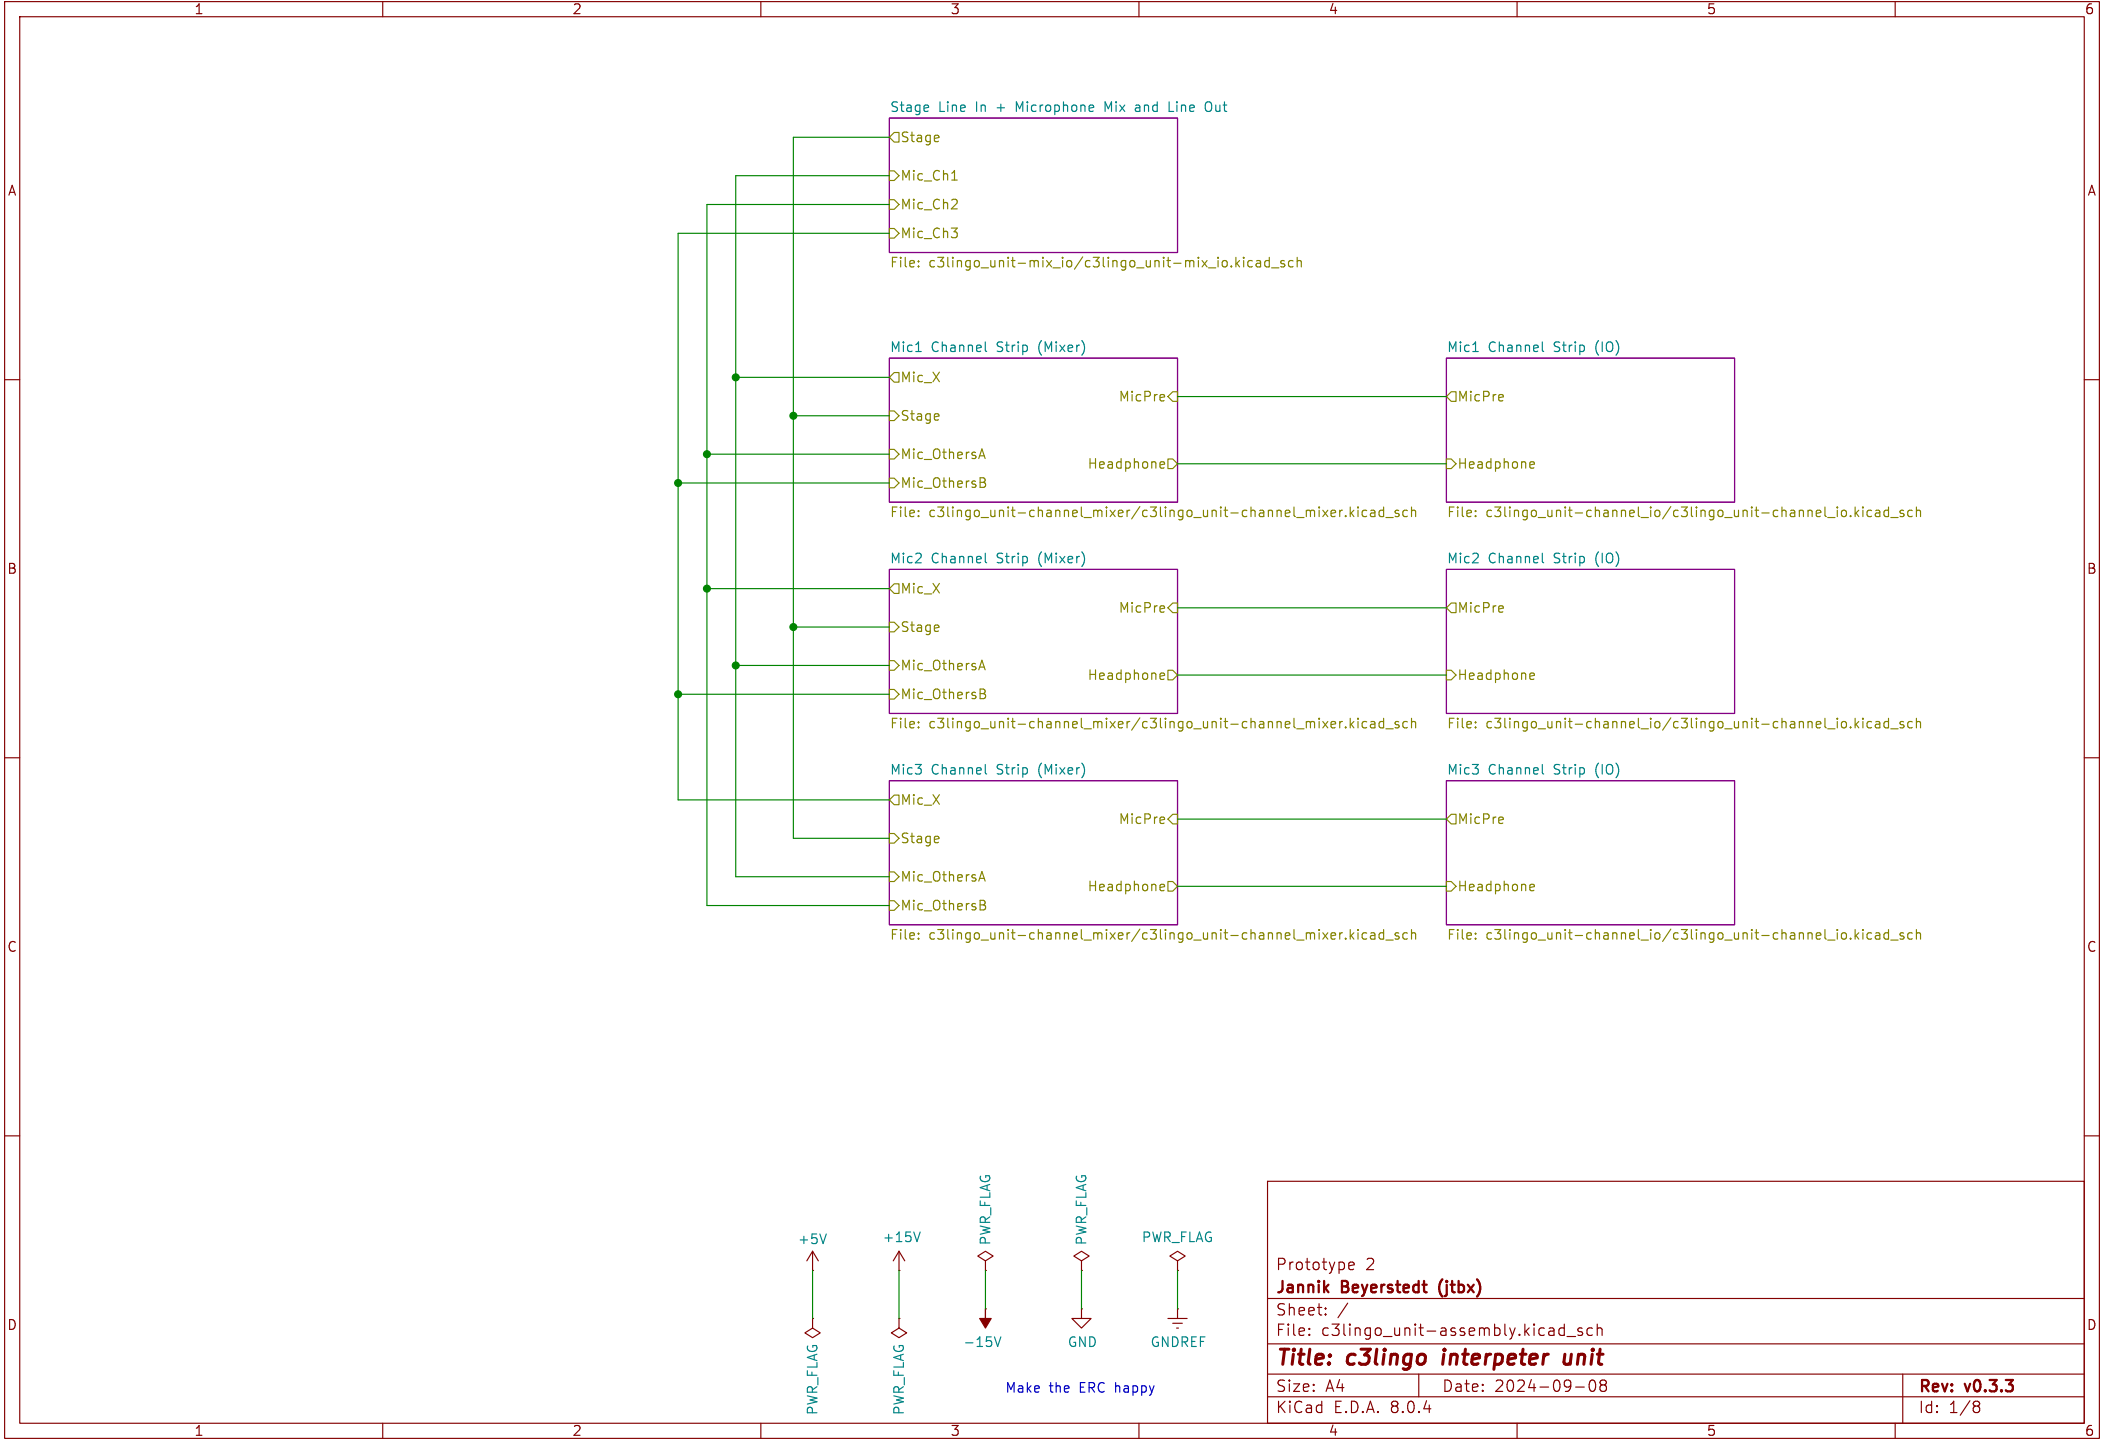 1 2 3 4 5 6
A A
B B
C C
D D
Stage Line In + Microphone Mix and Line Out
Stage
Mic_Ch1
Mic_Ch2
Mic_Ch3
File: c3lingo_unit-mix_io/c3lingo_unit-mix_io.kicad_sch
Mic1 Channel Strip (Mixer)
Mic_X
Stage
Mic_OthersA
Mic_OthersB
MicPre
Headphone
File: c3lingo_unit-channel_mixer/c3lingo_unit-channel_mixer.kicad_sch
Mic1 Channel Strip (IO)
MicPre
Headphone
File: c3lingo_unit-channel_io/c3lingo_unit-channel_io.kicad_sch
Mic2 Channel Strip (Mixer)
Mic_X
Stage
Mic_OthersA
Mic_OthersB
MicPre
Headphone
File: c3lingo_unit-channel_mixer/c3lingo_unit-channel_mixer.kicad_sch
Mic2 Channel Strip (IO)
MicPre
Headphone
File: c3lingo_unit-channel_io/c3lingo_unit-channel_io.kicad_sch
Mic3 Channel Strip (Mixer)
Mic_X
Stage
Mic_OthersA
Mic_OthersB
MicPre
Headphone
File: c3lingo_unit-channel_mixer/c3lingo_unit-channel_mixer.kicad_sch
Mic3 Channel Strip (IO)
MicPre
Headphone
File: c3lingo_unit-channel_io/c3lingo_unit-channel_io.kicad_sch
+5V
PWR_FLAG
+15V
PWR_FLAG
PWR_FLAG
-15V
PWR_FLAG
GND
PWR_FLAG
GNDREF
Make the ERC happy
Prototype 2
Jannik Beyerstedt (jtbx)
Sheet: /
File: c3lingo_unit-assembly.kicad_sch
Title: c3lingo interpeter unit
Size: A4 Date: 2024-09-08 Rev: v0.3.3
KiCad E.D.A. 8.0.4 Id: 1/8
1 2 3 4 5 6